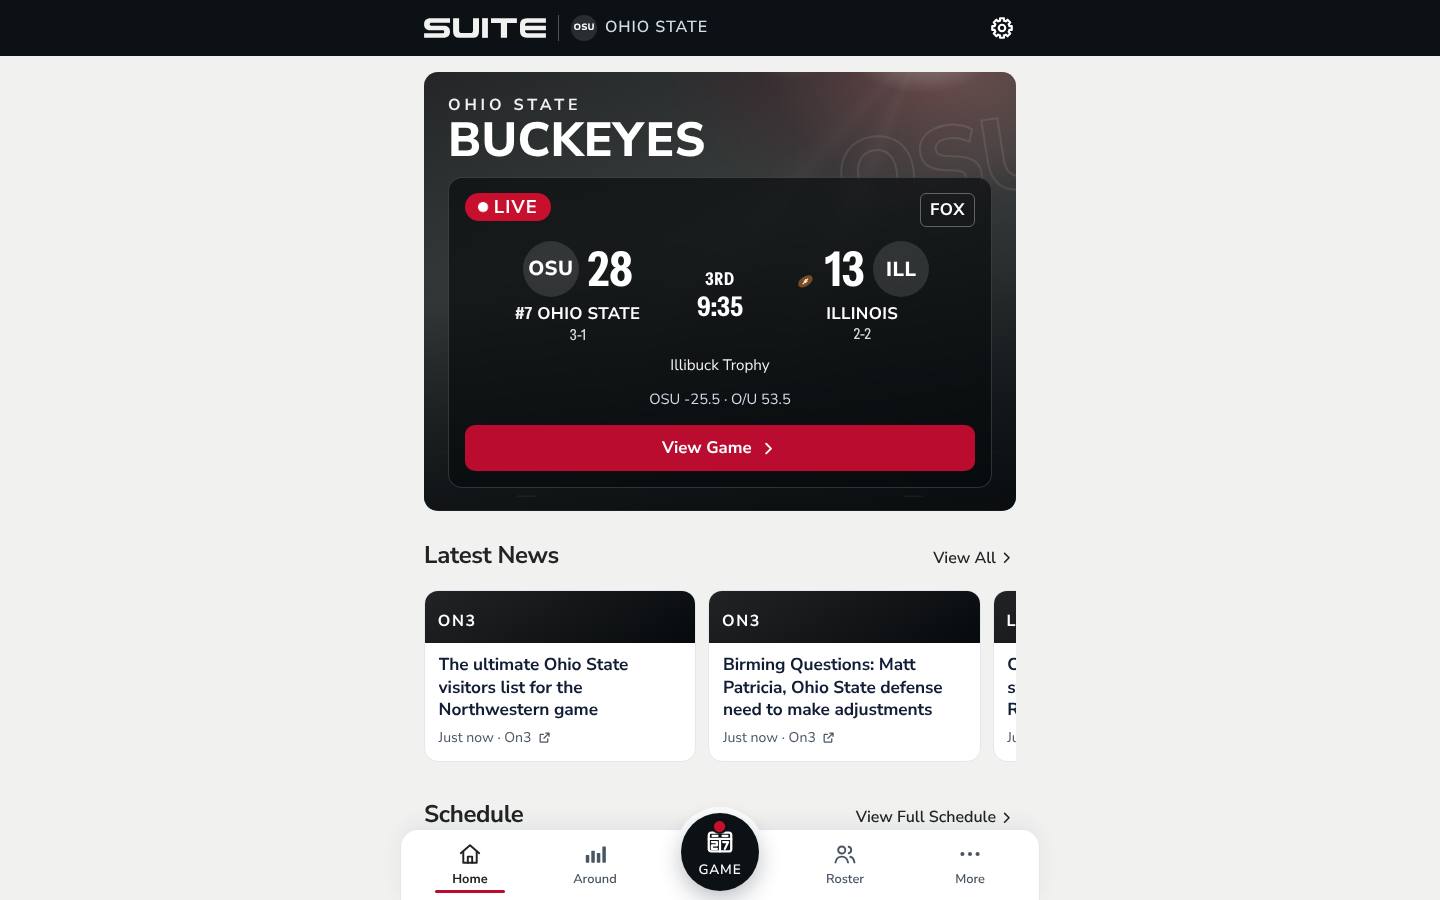 SUITE
OSU
OHIO STATE
OHIO STATE
BUCKEYES
OSU
LIVE
FOX
OSU 28
3RD
9:35
13 ILL
#7 OHIO STATE
3-1
ILLINOIS
2-2
Illibuck Trophy
OSU -25.5 · O/U 53.5
View Game
Latest News
View All
ON3
The ultimate Ohio State
visitors list for the
Northwestern game
Just now · On3
ON3
Birming Questions: Matt
Patricia, Ohio State defense
need to make adjustments
Just now · On3
Schedule
View Full Schedule
Home
Around
27
GAME
Roster
More